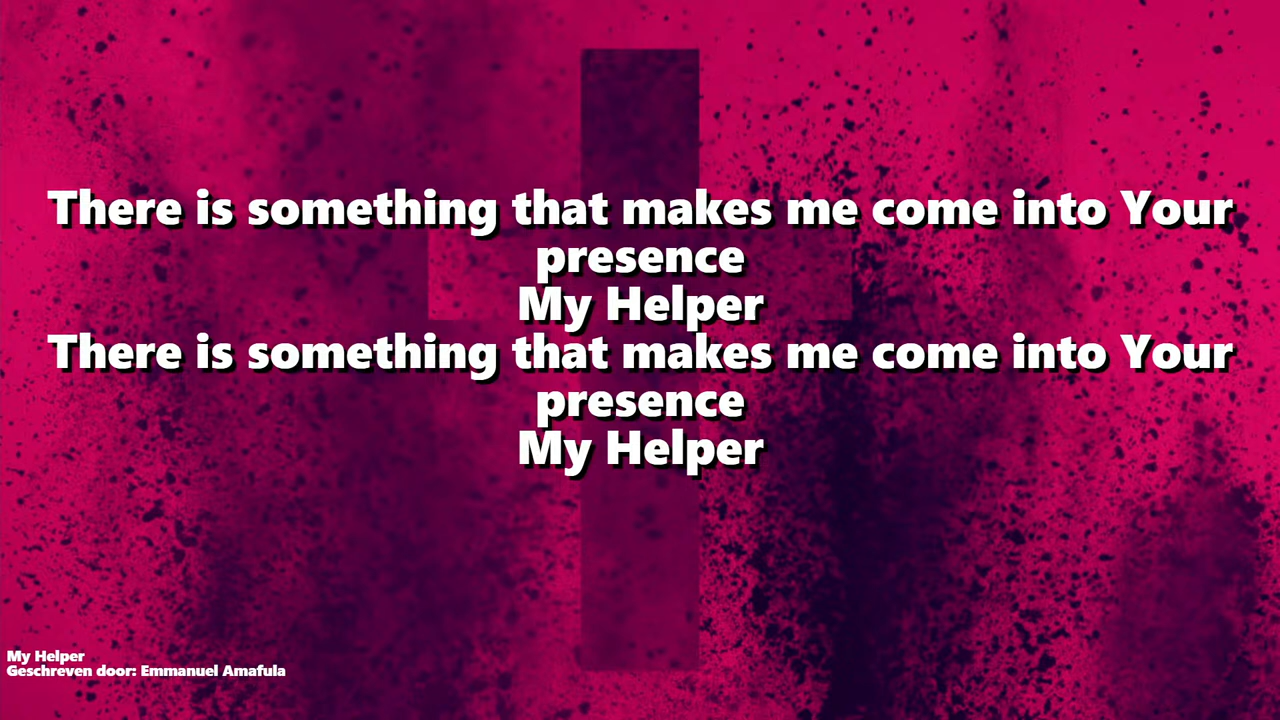 There is something that makes me come into Your
presence
My Helper
There is something that makes me come into Your
presence
My Helper
My Helper
Geschreven door: Emmanuel Amafula